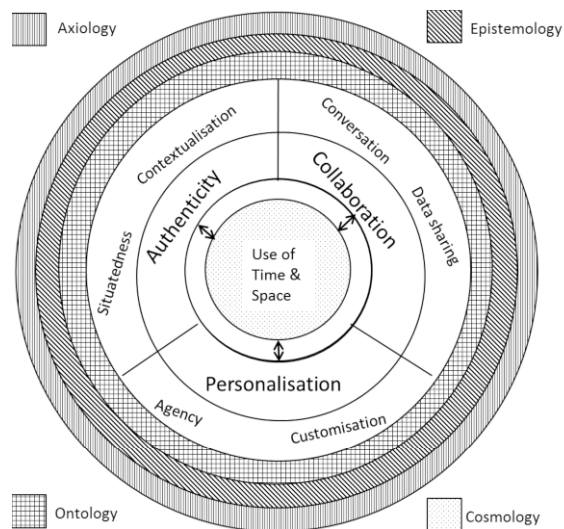 Axiology
Epistemology
Contextualisation
Conversation
Authenticity
Collaboration
Situatedness
Data sharing
Use of
Time &
Space
Personalisation
Agency
Customisation
Ontology
Cosmology